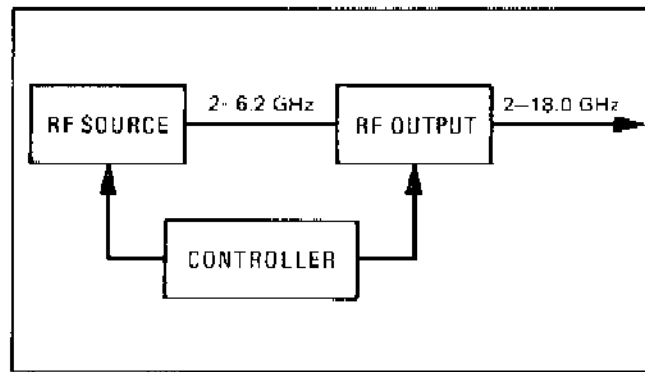 2-6.2 GHz
2-18.0 GHz
RF SOURCE
RF OUTPUT
CONTROLLER